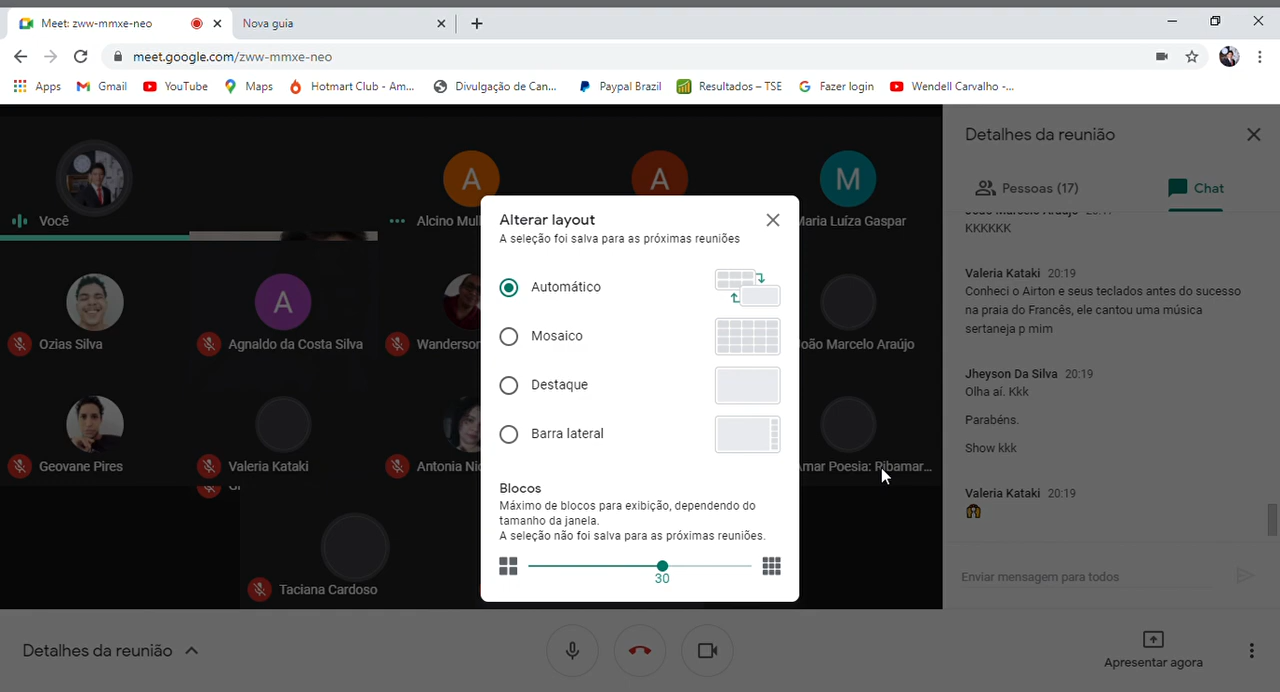 Meet: zww-mmxe-neo
Nova guia
meet.google.com/zww-mmxe-neo
Apps
Gmail
YouTube
Maps
Hotmart Club - Am...
Divulgação de Can...
Paypal Brazil
Resultados – TSE
Fazer login
Wendell Carvalho -...
Você
A
Alcino Mul
A
M
Maria Luíza Gaspar
Ozias Silva
A
Agnaldo da Costa Silva
Wanderson
João Marcelo Araújo
Geovane Pires
Valeria Kataki
Antonia Nic
Amar Poesia: Ribamar...
Taciana Cardoso
Alterar layout
A seleção foi salva para as próximas reuniões
Automático
Mosaico
Destaque
Barra lateral
Blocos
Máximo de blocos para exibição, dependendo do
tamanho da janela.
A seleção não foi salva para as próximas reuniões.
30
Detalhes da reunião
Pessoas (17)
Chat
João Marcelo Araújo 20:19
KKKKKK
Valeria Kataki 20:19
Conheci o Airton e seus teclados antes do sucesso
na praia do Francês, ele cantou uma música
sertaneja p mim
Jheyson Da Silva 20:19
Olha aí. Kkk
Parabéns.
Show kkk
Valeria Kataki 20:19
Enviar mensagem para todos
Detalhes da reunião
Apresentar agora